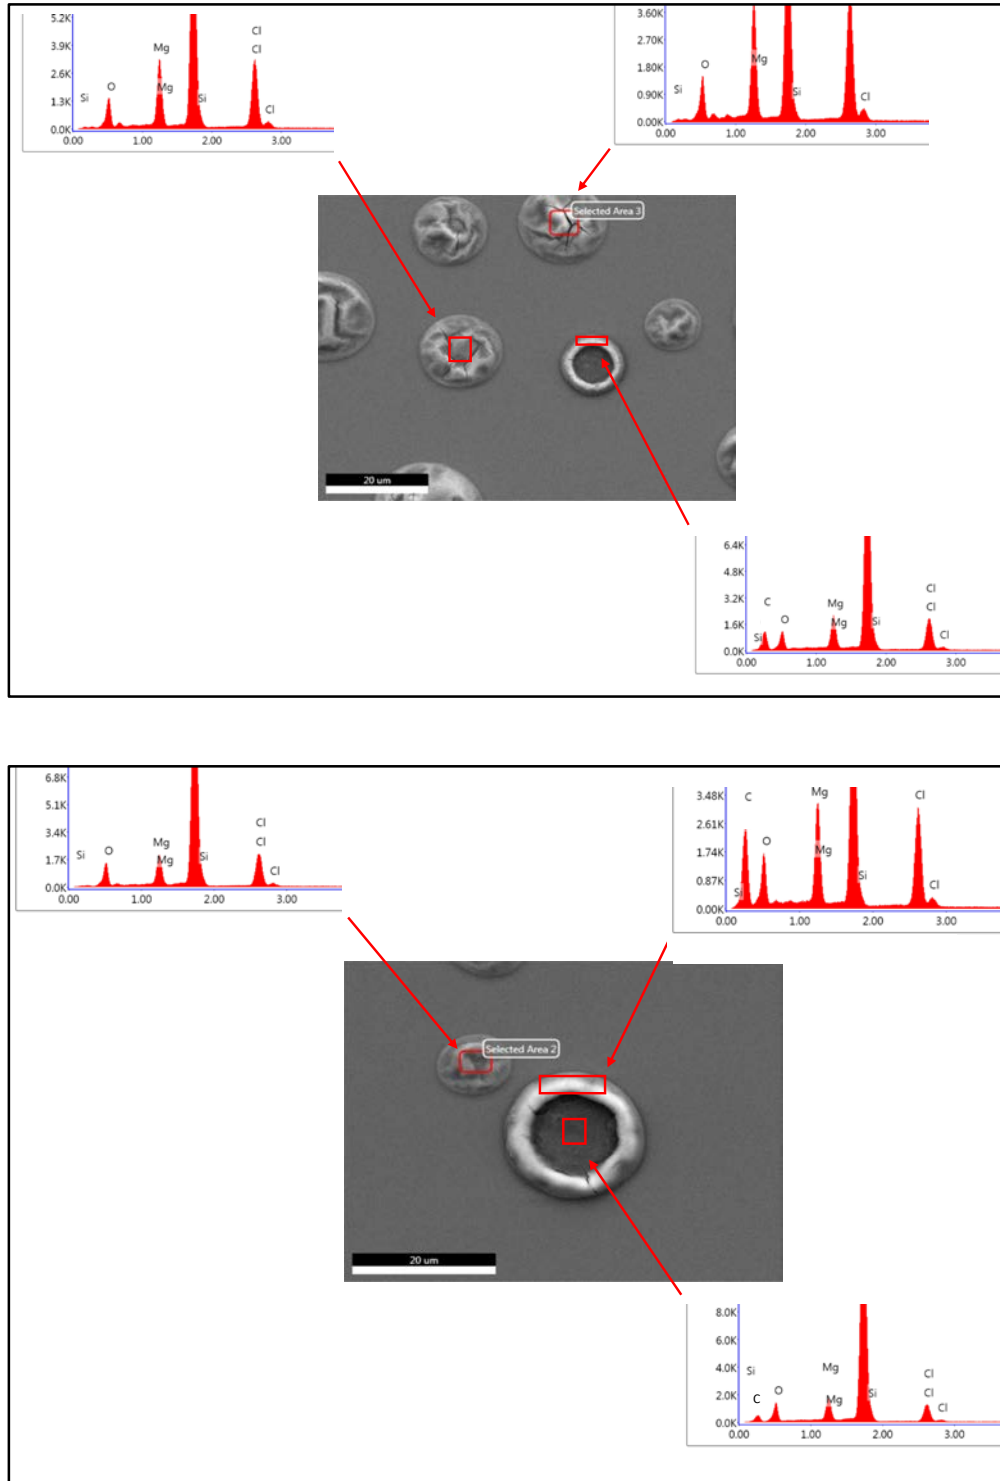 5.2K
3.9K
2.6K
1.3K
0.0K
0.00 1.00 2.00 3.00
Si O Mg Mg Si Cl Cl Cl
3.60K
2.70K
1.80K
0.90K
0.00K
0.00 1.00 2.00 3.00
Si O Mg Si Cl
Selected Area 3
20 um
6.4K
4.8K
3.2K
1.6K
0.0K
0.00 1.00 2.00 3.00
Si C O Mg Mg Si Cl Cl Cl
6.8K
5.1K
3.4K
1.7K
0.0K
0.00 1.00 2.00 3.00
Si O Mg Mg Si Cl Cl Cl
3.48K
2.61K
1.74K
0.87K
0.00K
0.00 1.00 2.00 3.00
Si C O Mg Mg Si Cl Cl
Selected Area 2
20 um
8.0K
6.0K
4.0K
2.0K
0.0K
0.00 1.00 2.00 3.00
Si C O Mg Mg Si Cl Cl Cl